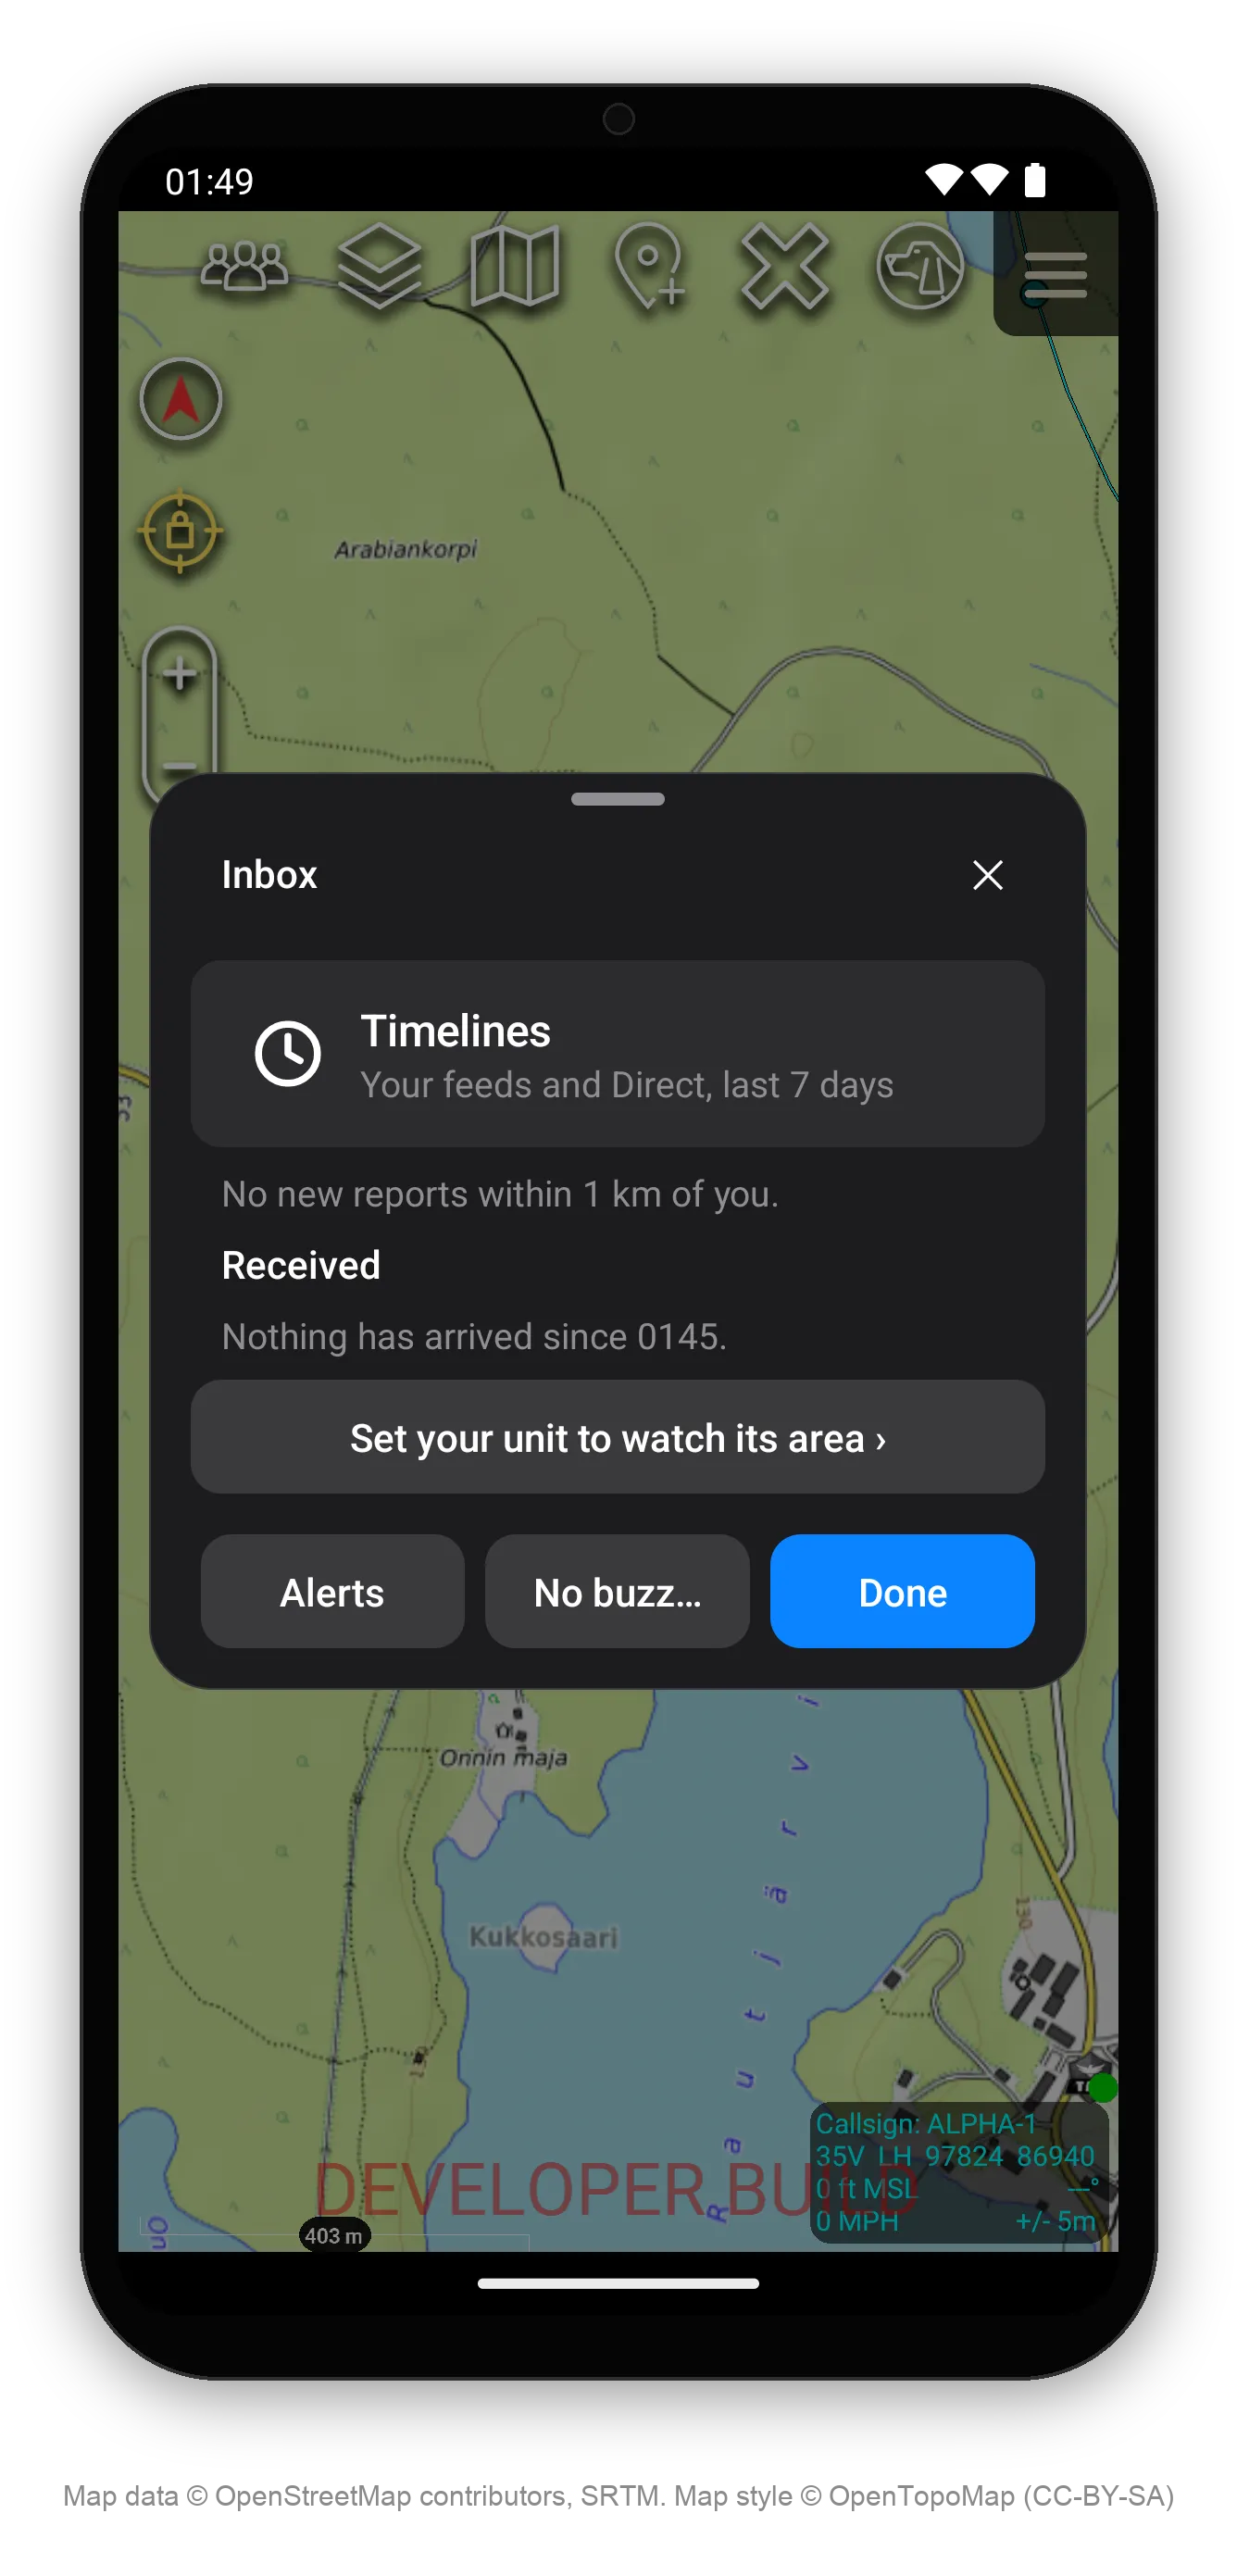 01:49
Arabiankorpi
Inbox
Timelines
Your feeds and Direct, last 7 days
No new reports within 1 km of you.
Received
Nothing has arrived since 0145.
Set your unit to watch its area ›
Alerts
No buzz…
Done
Onnin maja
Kukkosaari
Rautjärvi
130
Callsign: ALPHA-1
35V LH 97824 86940
0 ft MSL —°
0 MPH +/- 5m
DEVELOPER BUILD
403 m
Map data © OpenStreetMap contributors, SRTM. Map style © OpenTopoMap (CC-BY-SA)